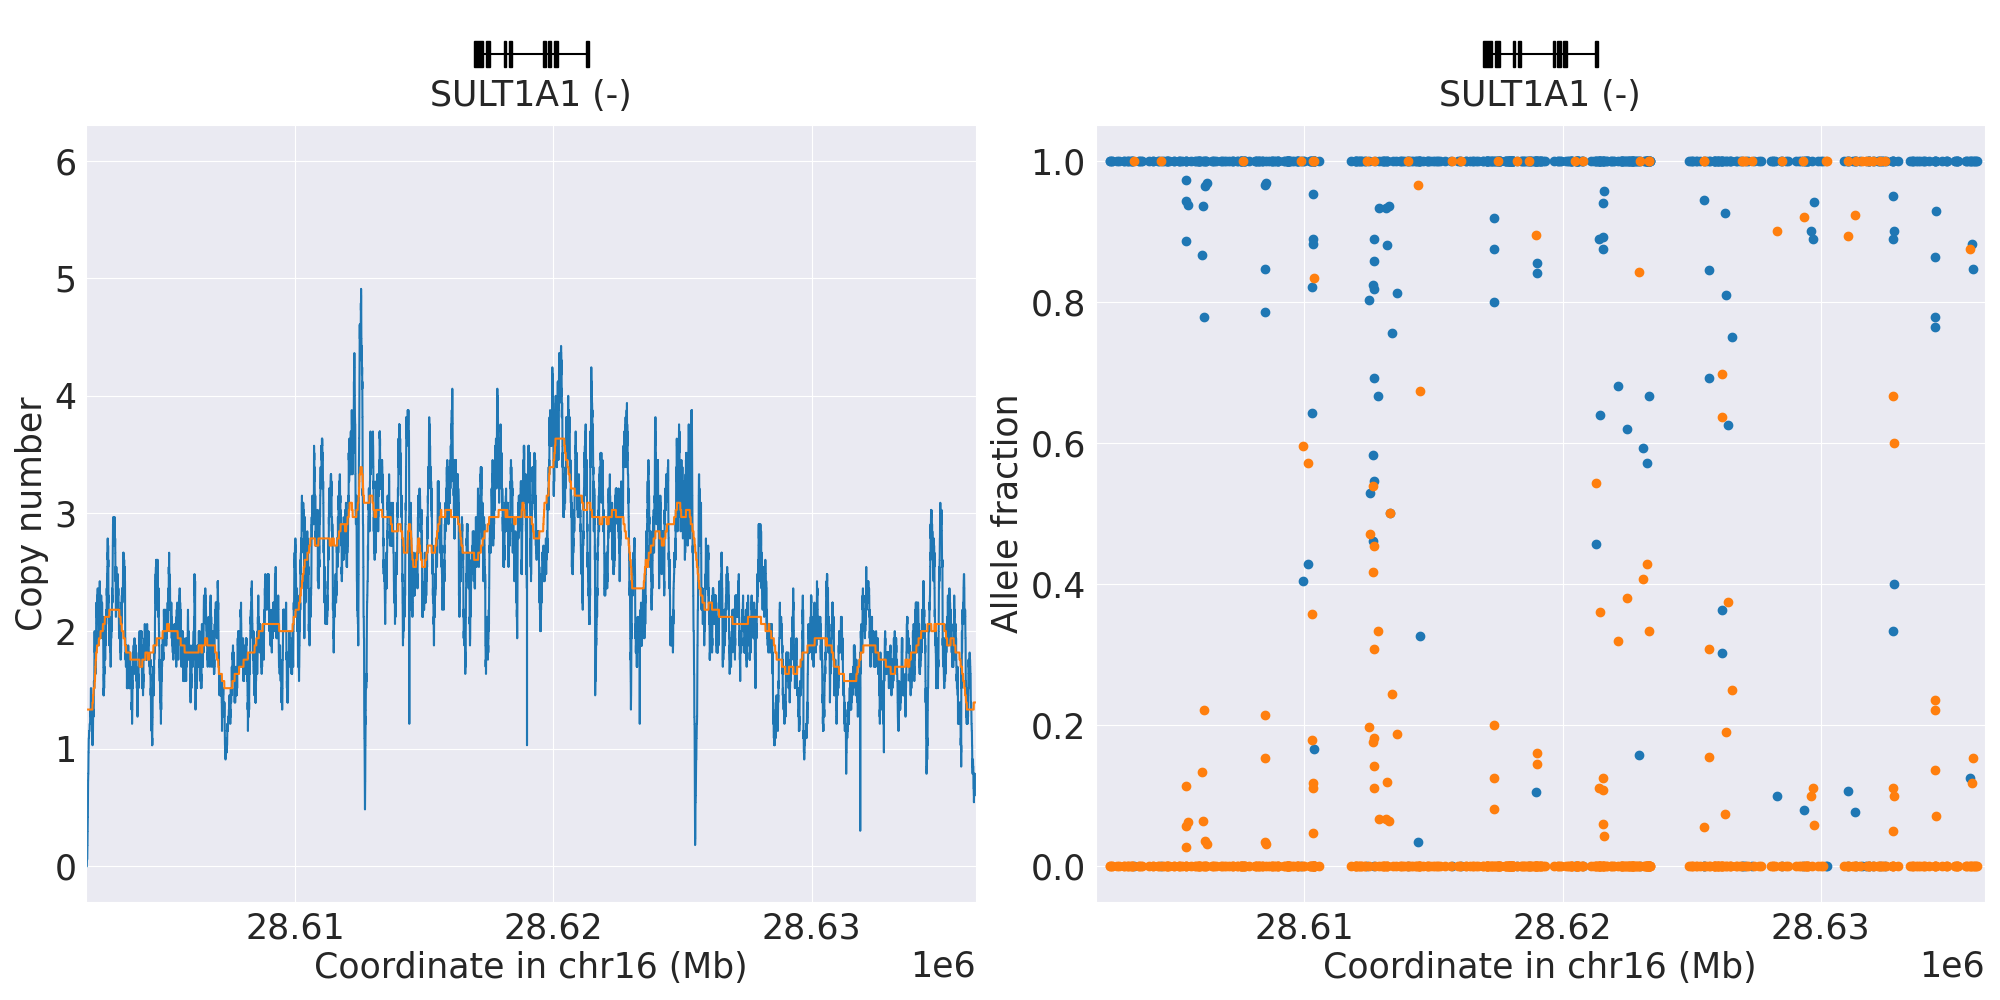 SULT1A1 (-)
Copy number
6
5
4
3
2
1
0
28.61
28.62
28.63
Coordinate in chr16 (Mb)
1e6
SULT1A1 (-)
Allele fraction
1.0
0.8
0.6
0.4
0.2
0.0
28.61
28.62
28.63
Coordinate in chr16 (Mb)
1e6